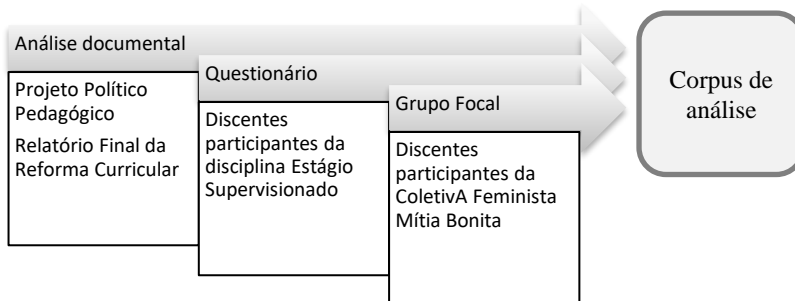 Análise documental
Projeto Político
Pedagógico
Relatório Final da
Reforma Curricular
Questionário
Discentes
participantes da
disciplina Estágio
Supervisionado
Grupo Focal
Discentes
participantes da
ColetivA Feminista
Mítia Bonita
Corpus de
análise